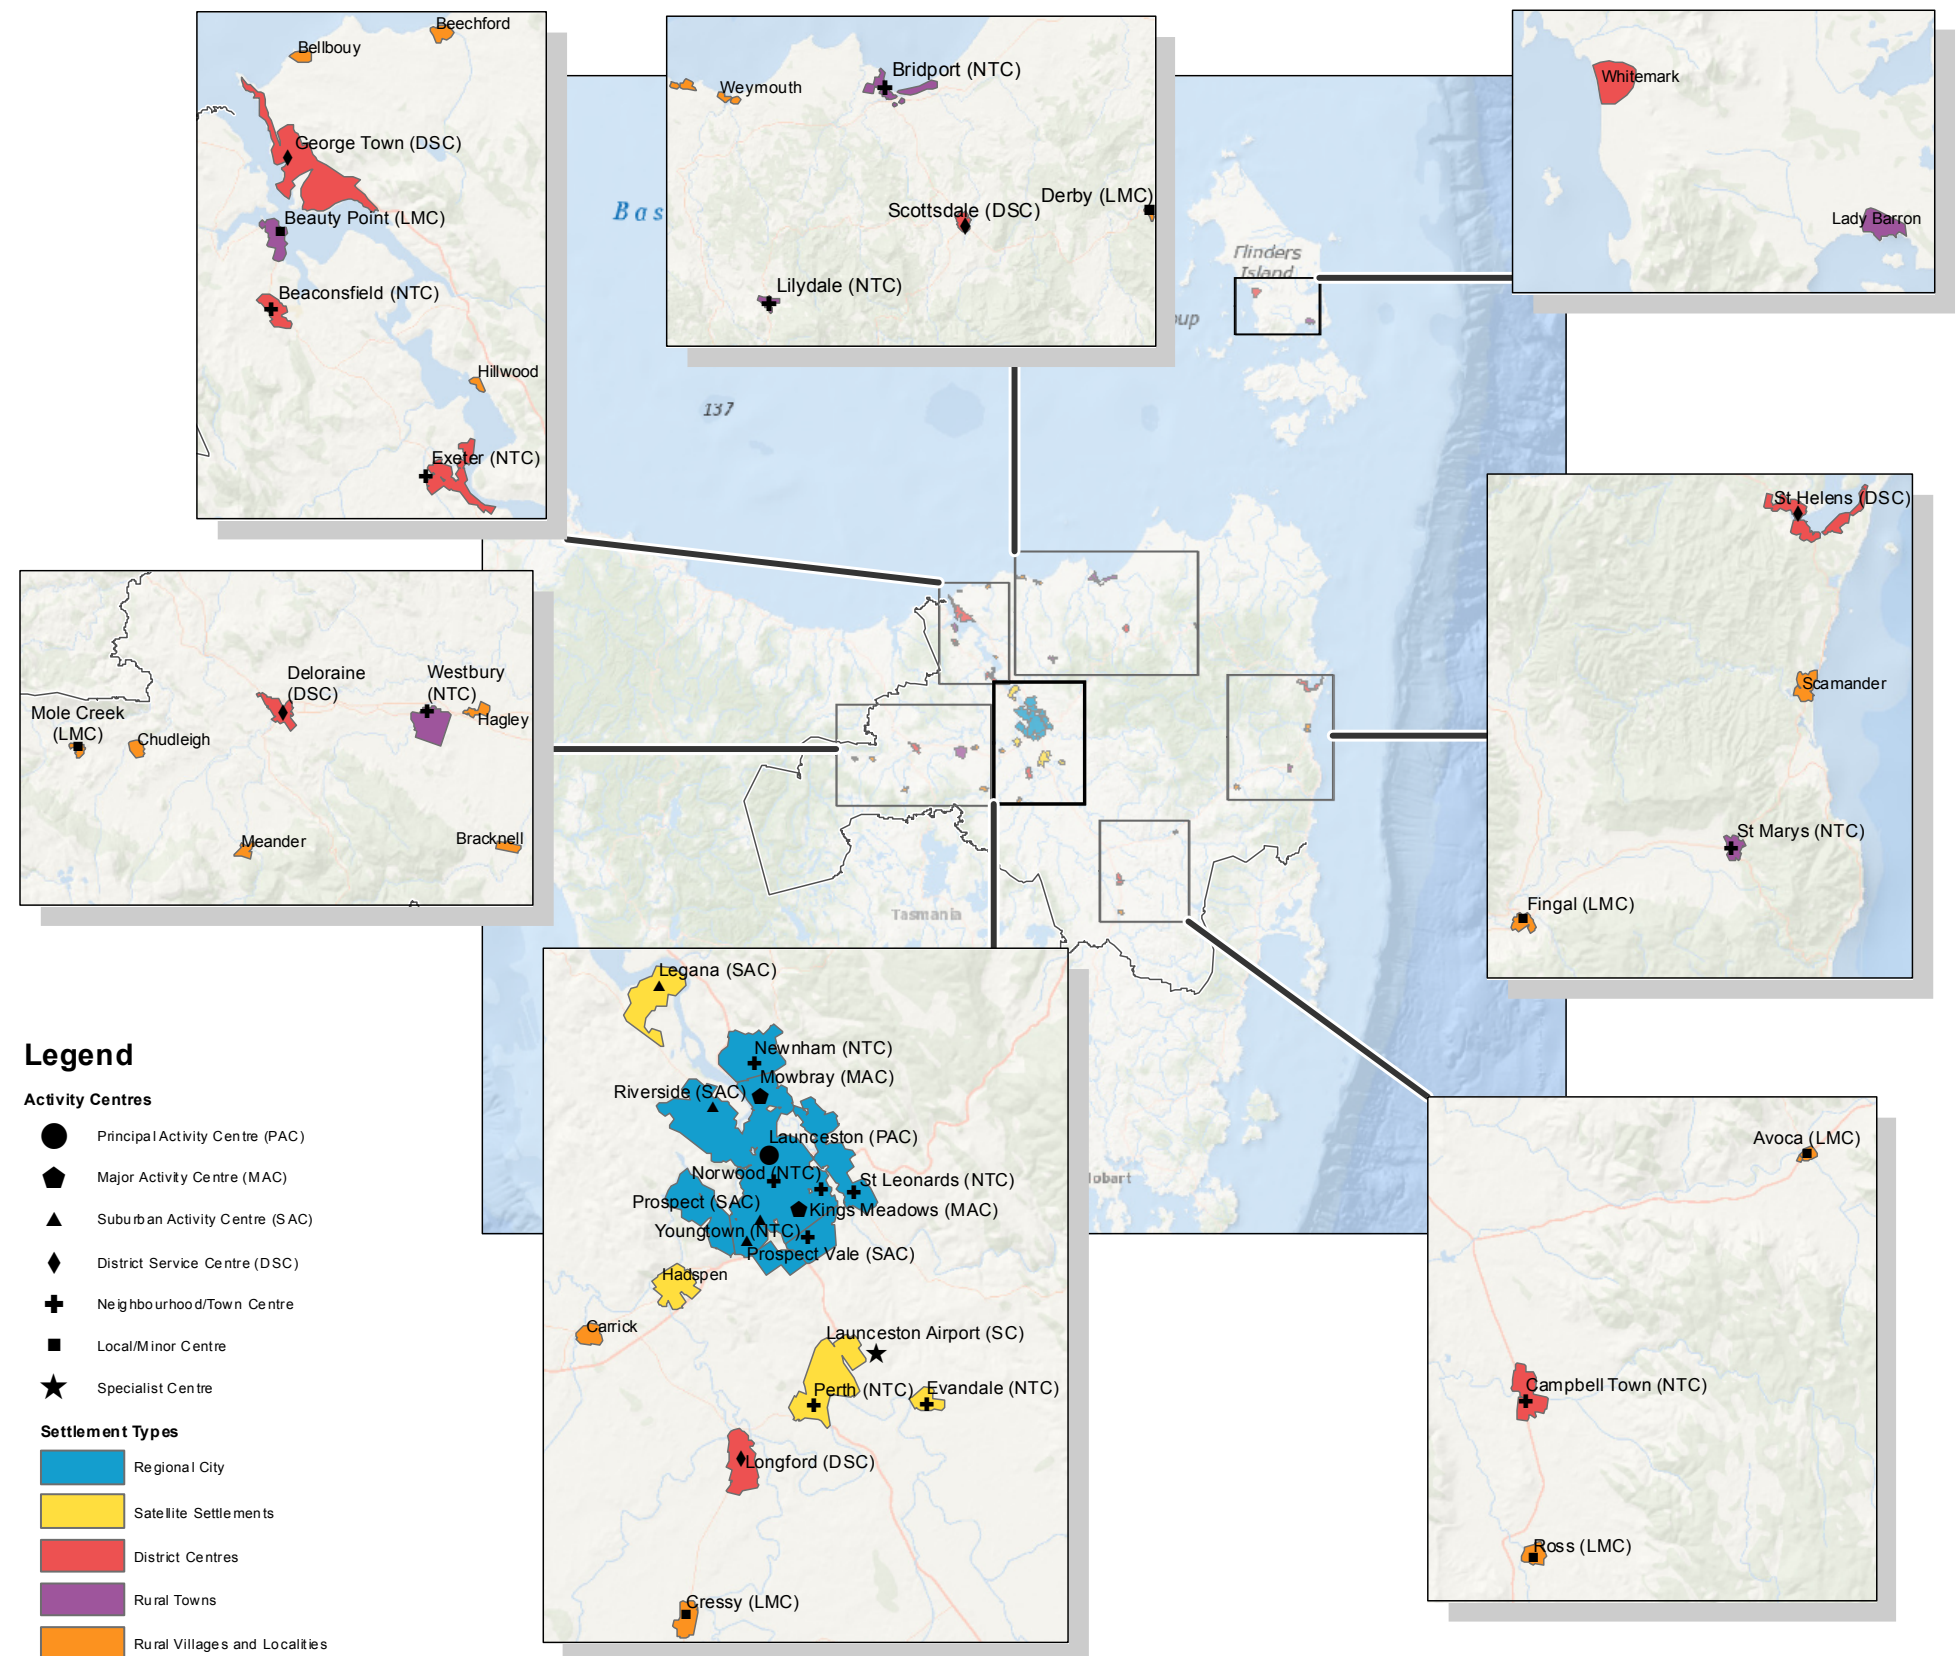 Beechford
Bellbouy
George Town (DSC)
Beauty Point (LMC)
Beaconsfield (NTC)
Hillwood
Exeter (NTC)
Weymouth
Bridport (NTC)
Derby (LMC)
Scottsdale (DSC)
Lilydale (NTC)
Whitemark
Lady Barron
Bas
Flinders
Island
oup
137
St Helens (DSC)
Scamander
St Marys (NTC)
Fingal (LMC)
Deloraine
(DSC)
Westbury
(NTC)
Mole Creek
(LMC)
Chudleigh
Hagley
Meander
Bracknell
Tasmania
Legana (SAC)
Newnham (NTC)
Mowbray (MAC)
Riverside (SAC)
Launceston (PAC)
Norwood (NTC)
St Leonards (NTC)
Prospect (SAC)
Kings Meadows (MAC)
Youngtown (NTC)
Prospect Vale (SAC)
Hadspen
Carrick
Launceston Airport (SC)
Perth (NTC)
Evandale (NTC)
Longford (DSC)
Cressy (LMC)
lobart
Avoca (LMC)
Campbell Town (NTC)
Ross (LMC)
Legend
Activity Centres
Principal Activity Centre (PAC)
Major Activity Centre (MAC)
Suburban Activity Centre (SAC)
District Service Centre (DSC)
Neighbourhood/Town Centre
Local/Minor Centre
Specialist Centre
Settlement Types
Regional City
Satellite Settlements
District Centres
Rural Towns
Rural Villages and Localities